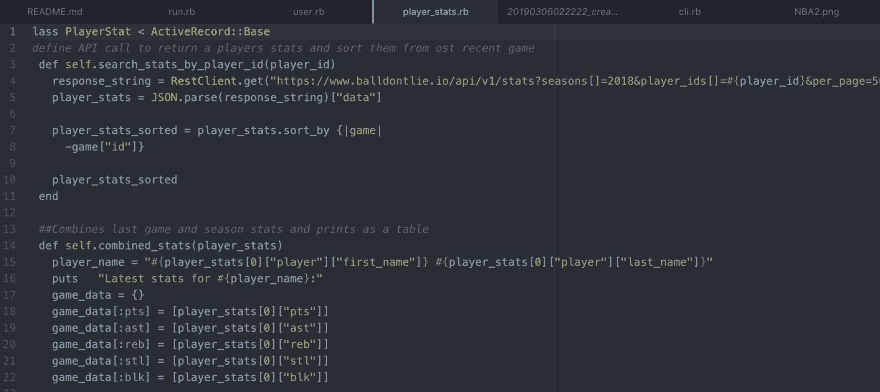 README.md run.rb user.rb player_stats.rb 20190306022222_crea... cli.rb NBA2.png
1 lass PlayerStat < ActiveRecord::Base
2 define API call to return a players stats and sort them from ost recent game
3 def self.search_stats_by_player_id(player_id)
4 response_string = RestClient.get("https://www.balldontlie.io/api/v1/stats?seasons[]=2018&player_ids[]=#{player_id}&per_page=5
5 player_stats = JSON.parse(response_string)["data"]
6
7 player_stats_sorted = player_stats.sort_by {|game|
8 -game["id"]}
9
10 player_stats_sorted
11 end
12
13 ##Combines last game and season stats and prints as a table
14 def self.combined_stats(player_stats)
15 player_name = "#{player_stats[0]["player"]["first_name"]} #{player_stats[0]["player"]["last_name"]}"
16 puts "Latest stats for #{player_name}:"
17 game_data = {}
18 game_data[:pts] = [player_stats[0]["pts"]]
19 game_data[:ast] = [player_stats[0]["ast"]]
20 game_data[:reb] = [player_stats[0]["reb"]]
21 game_data[:stl] = [player_stats[0]["stl"]]
22 game_data[:blk] = [player_stats[0]["blk"]]